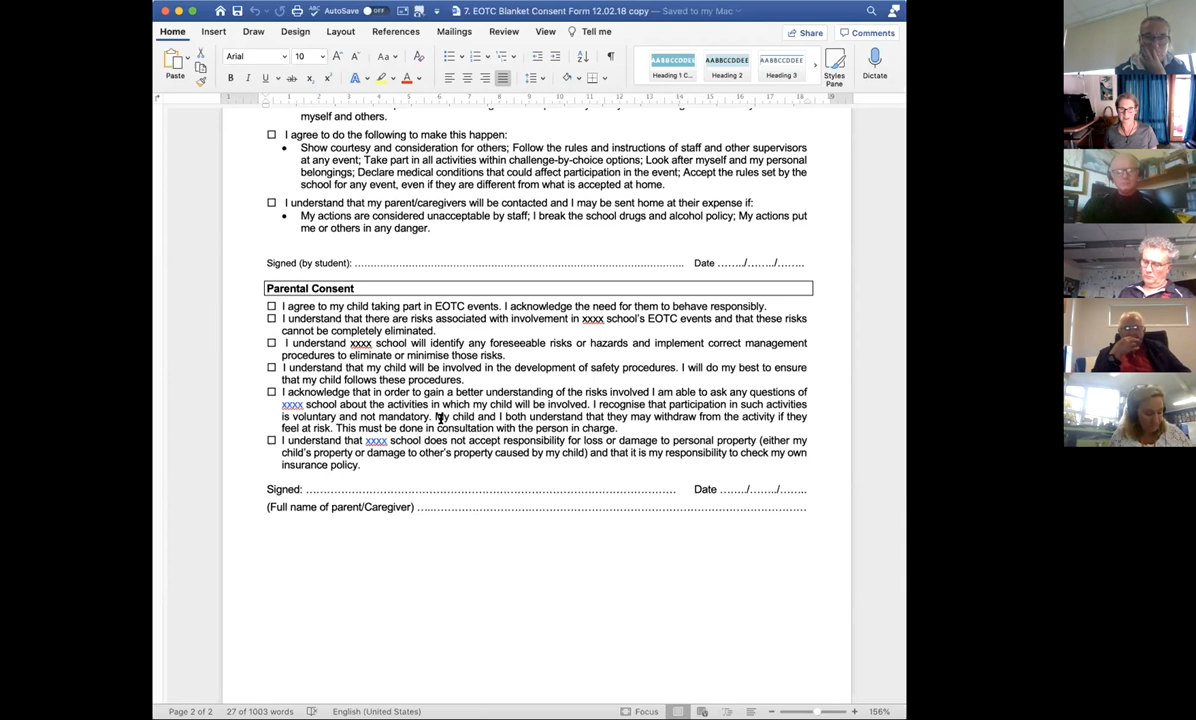 AutoSave OFF 7. EOTC Blanket Consent Form 12.02.18 copy — Saved to my Mac
Home Insert Draw Design Layout References Mailings Review View Tell me Share Comments
Paste Arial 10 Aa AABBCCDDEE AABBCCDDEE AABBCCDDEE
Heading 1 C... Heading 2 Heading 3 Styles Pane Dictate
myself and others.
I agree to do the following to make this happen:
Show courtesy and consideration for others; Follow the rules and instructions of staff and other supervisors
at any event; Take part in all activities within challenge-by-choice options; Look after myself and my personal
belongings; Declare medical conditions that could affect participation in the event; Accept the rules set by the
school for any event, even if they are different from what is accepted at home.
I understand that my parent/caregivers will be contacted and I may be sent home at their expense if:
My actions are considered unacceptable by staff; I break the school drugs and alcohol policy; My actions put
me or others in any danger.
Signed (by student): ........................................................................ Date ......../......../........
Parental Consent
I agree to my child taking part in EOTC events. I acknowledge the need for them to behave responsibly.
I understand that there are risks associated with involvement in xxxx school's EOTC events and that these risks
cannot be completely eliminated.
I understand xxxx school will identify any foreseeable risks or hazards and implement correct management
procedures to eliminate or minimise those risks.
I understand that my child will be involved in the development of safety procedures. I will do my best to ensure
that my child follows these procedures.
I acknowledge that in order to gain a better understanding of the risks involved I am able to ask any questions of
xxxx school about the activities in which my child will be involved. I recognise that participation in such activities
is voluntary and not mandatory. My child and I both understand that they may withdraw from the activity if they
feel at risk. This must be done in consultation with the person in charge.
I understand that xxxx school does not accept responsibility for loss or damage to personal property (either my
child's property or damage to other's property caused by my child) and that it is my responsibility to check my own
insurance policy.
Signed: ........................................................................ Date ......../......../........
(Full name of parent/Caregiver) ........................................................................
Page 2 of 2 27 of 1003 words English (United States) Focus 156%